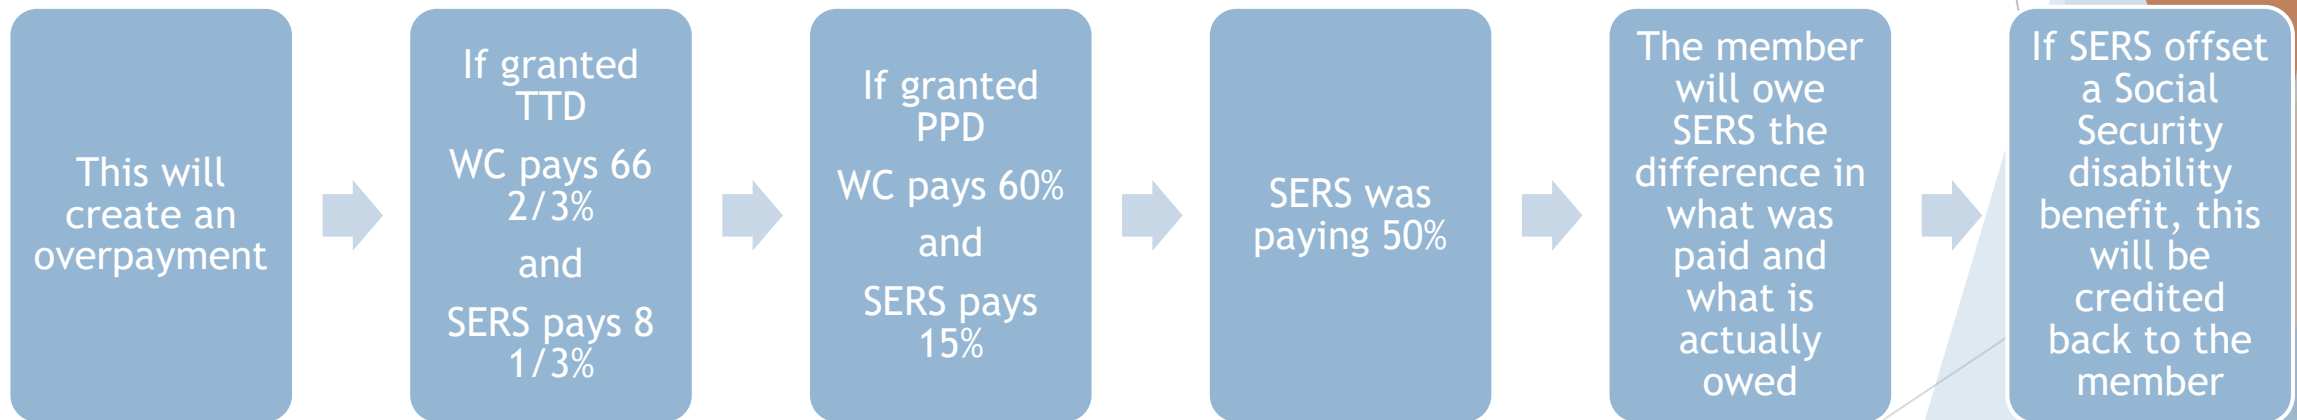 This will
create an
overpayment
If granted
TTD
WC pays 66
2/3%
and
SERS pays 8
1/3%
If granted
PPD
WC pays 60%
and
SERS pays
15%
SERS was
paying 50%
The member
will owe
SERS the
difference in
what was
paid and
what is
actually
owed
If SERS offset
a Social
Security
disability
benefit, this
will be
credited
back to the
member